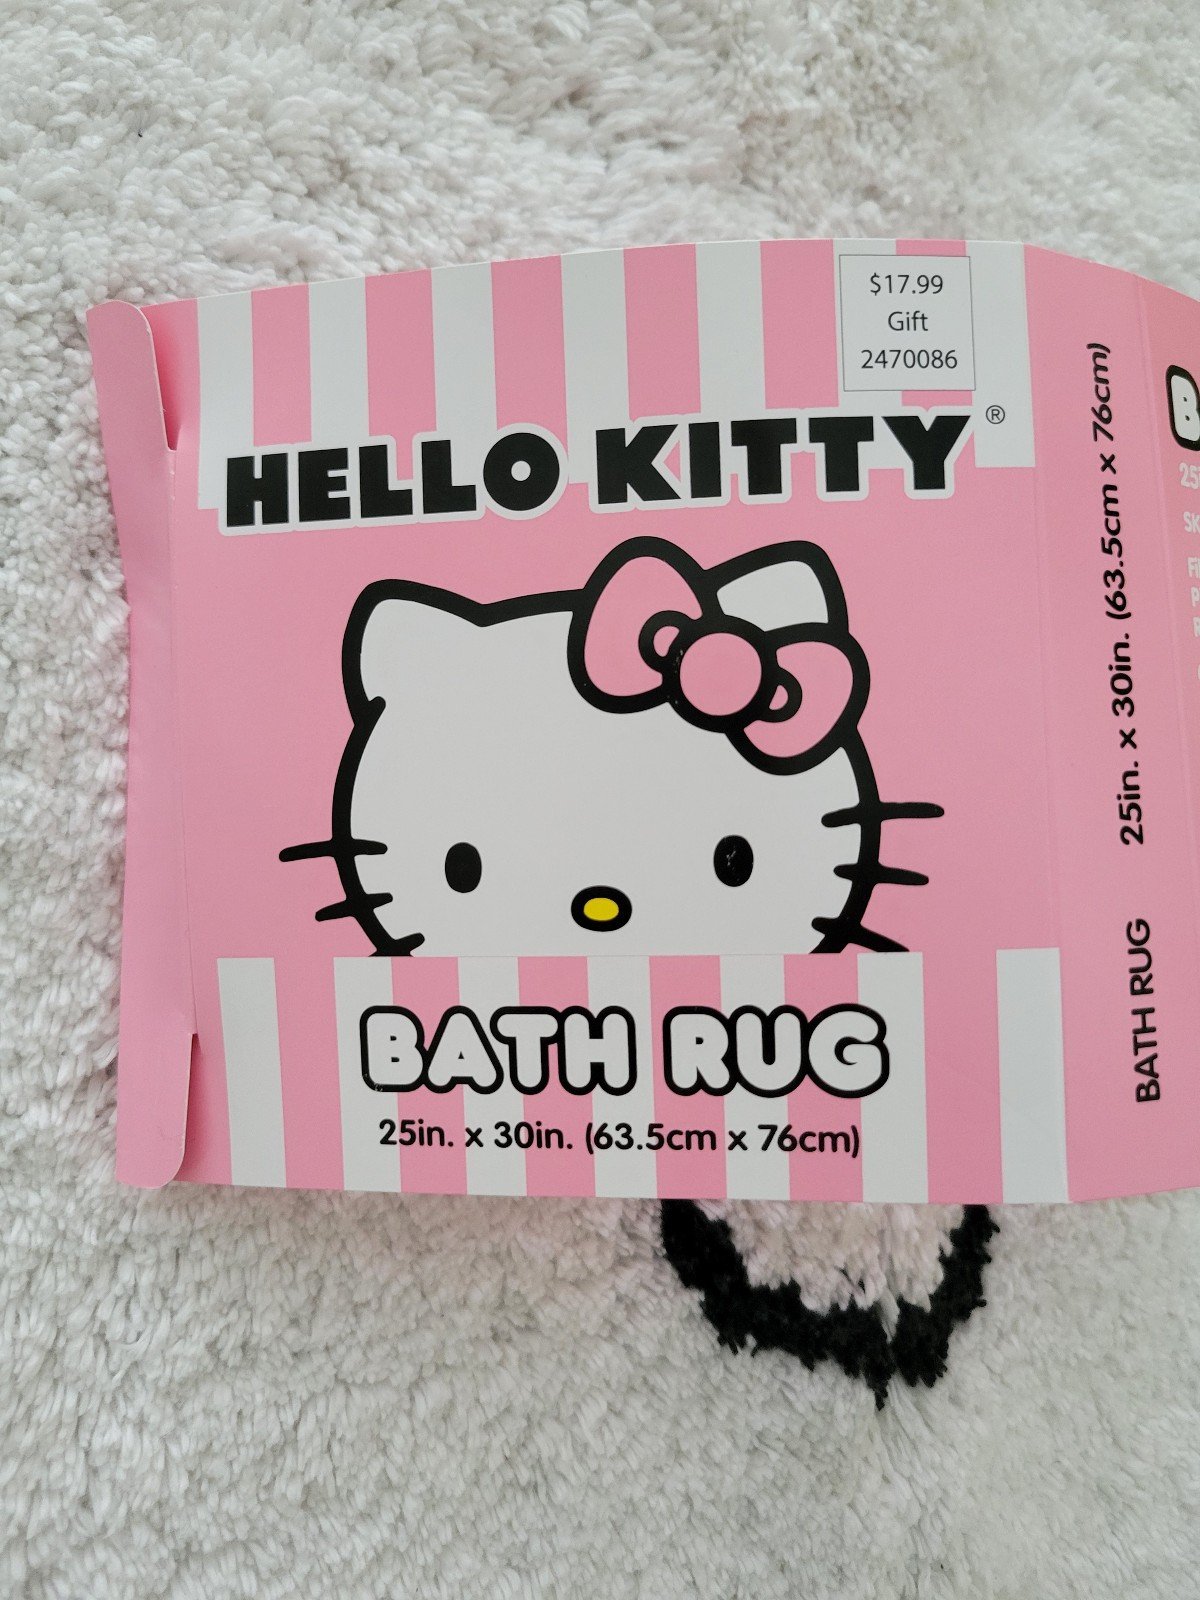 $17.99
Gift
2470086
HELLO KITTY®
BATH RUG
25in. x 30in. (63.5cm x 76cm)
BATH RUG 25in. x 30in. (63.5cm x 76cm)